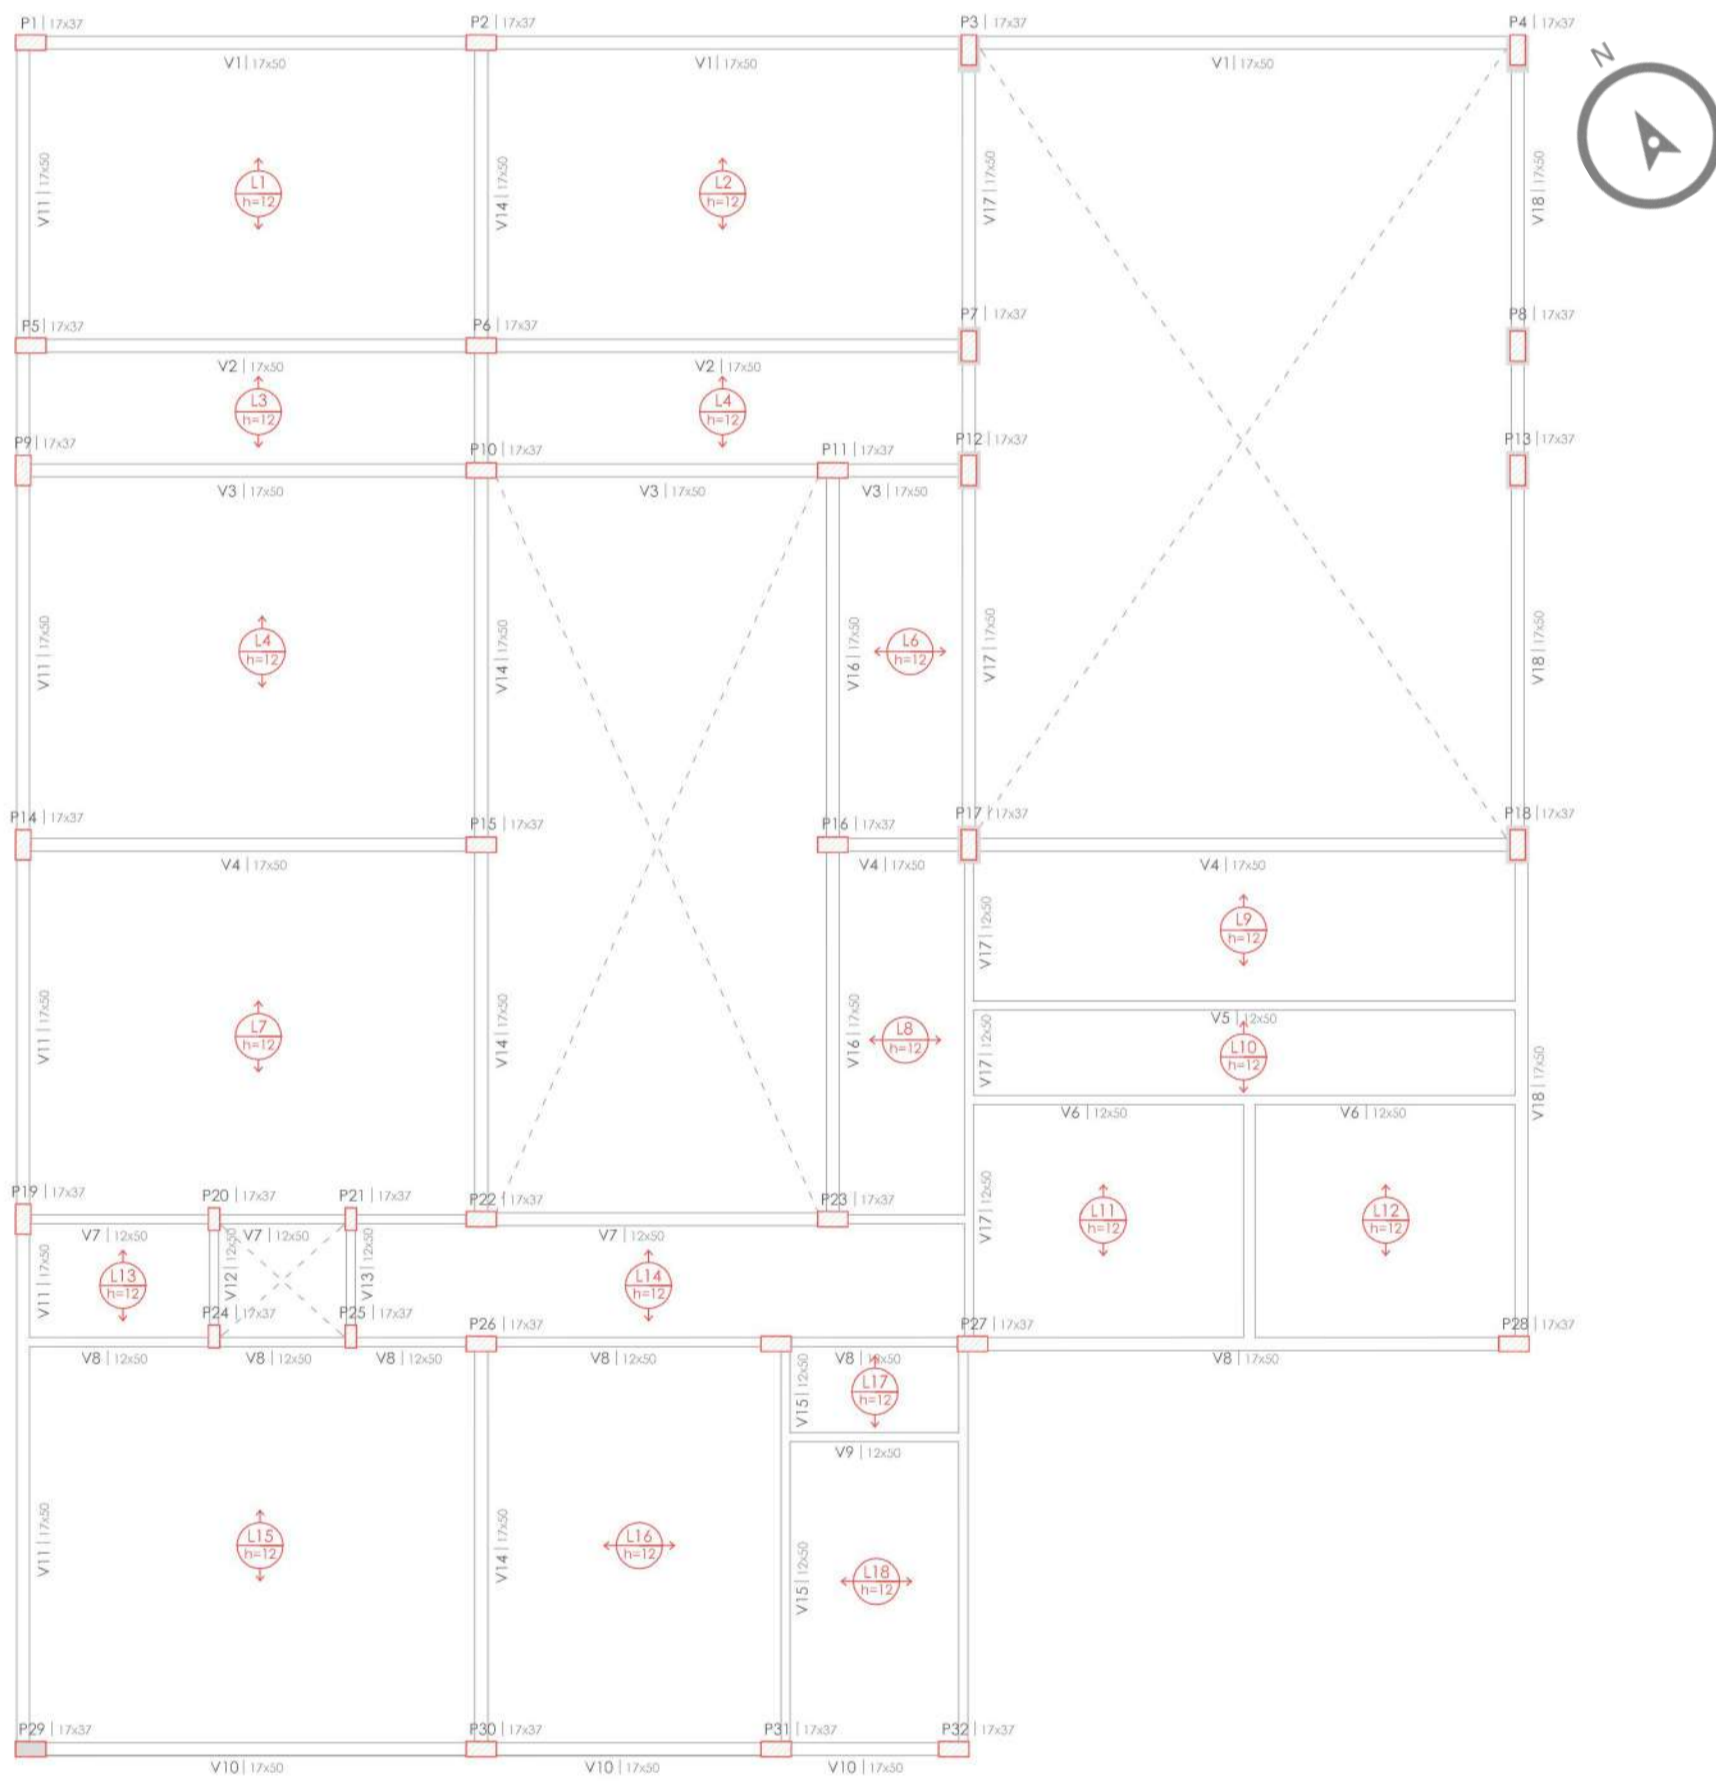 P1 | 17x37
P2 | 17x37
P3 | 17x37
P4 | 17x37
N
V1 | 17x50
V1 | 17x50
V1 | 17x50
V11 | 17x50
L1
h=12
V14 | 17x50
L2
h=12
V17 | 17x50
V18 | 17x50
P5 | 17x37
P6 | 17x37
P7 | 17x37
P8 | 17x37
V2 | 17x50
V2 | 17x50
L3
h=12
L4
h=12
P9 | 17x37
P10 | 17x37
P11 | 17x37
P12 | 17x37
P13 | 17x37
V3 | 17x50
V3 | 17x50
V3 | 17x50
V11 | 17x50
L4
h=12
V14 | 17x50
V16 | 17x50
L6
h=12
V17 | 17x50
V18 | 17x50
P14 | 17x37
P15 | 17x37
P16 | 17x37
P17 | 17x37
P18 | 17x37
V4 | 17x50
V4 | 17x50
V4 | 17x50
V17 | 12x50
L9
h=12
V11 | 17x50
L7
h=12
V14 | 17x50
V16 | 17x50
L8
h=12
V5 | 12x50
V17 | 12x50
L10
h=12
V18 | 17x50
V6 | 12x50
V6 | 12x50
P19 | 17x37
P20 | 17x37
P21 | 17x37
P22 | 17x37
P23 | 17x37
V17 | 12x50
L11
h=12
L12
h=12
V7 | 12x50
V7 | 12x50
V7 | 12x50
V11 | 17x50
L13
h=12
V12 | 12x50
V13 | 12x50
L14
h=12
P24 | 17x37
P25 | 17x37
P26 | 17x37
P27 | 17x37
P28 | 17x37
V8 | 12x50
V8 | 12x50
V8 | 12x50
V8 | 12x50
V8 | 12x50
V8 | 17x50
V15 | 12x50
L17
h=12
V9 | 12x50
V11 | 17x50
L15
h=12
V14 | 17x50
L16
h=12
V15 | 12x50
L18
h=12
P29 | 17x37
P30 | 17x37
P31 | 17x37
P32 | 17x37
V10 | 17x50
V10 | 17x50
V10 | 17x50